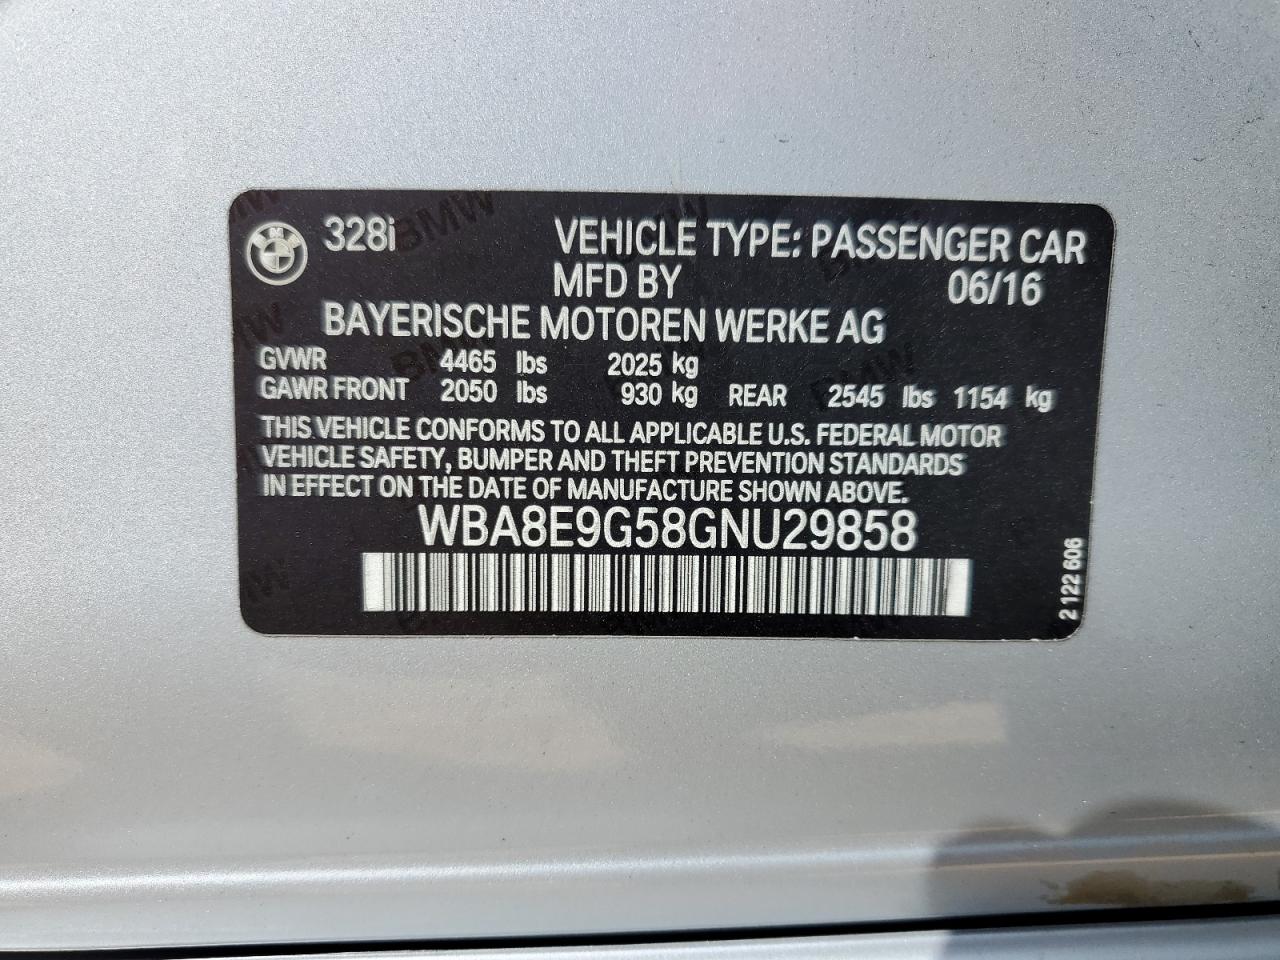 328i VEHICLE TYPE: PASSENGER CAR
MFD BY 06/16
BAYERISCHE MOTOREN WERKE AG
GVWR 4465 lbs 2025 kg
GAWR FRONT 2050 lbs 930 kg REAR 2545 lbs 1154 kg
THIS VEHICLE CONFORMS TO ALL APPLICABLE U.S. FEDERAL MOTOR
VEHICLE SAFETY, BUMPER AND THEFT PREVENTION STANDARDS
IN EFFECT ON THE DATE OF MANUFACTURE SHOWN ABOVE.
WBA8E9G58GNU29858
2 122 606